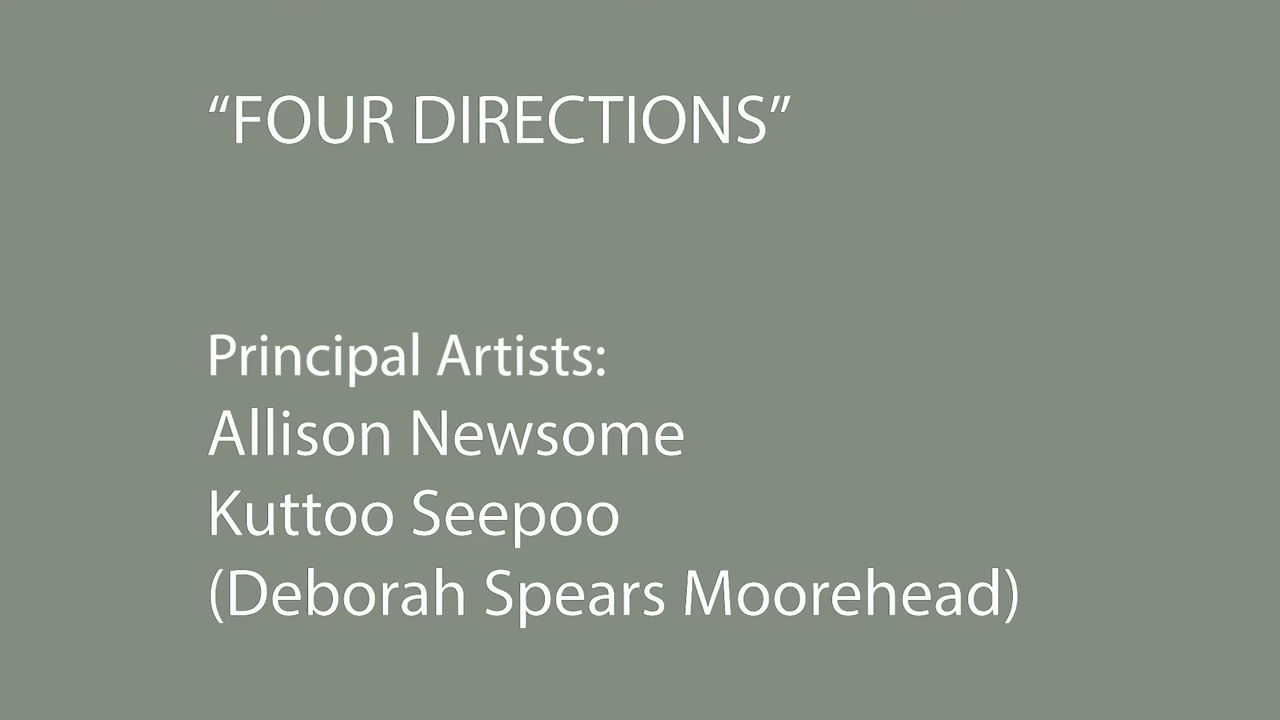 “FOUR DIRECTIONS”
Principal Artists:
Allison Newsome
Kuttoo Seepoo
(Deborah Spears Moorehead)